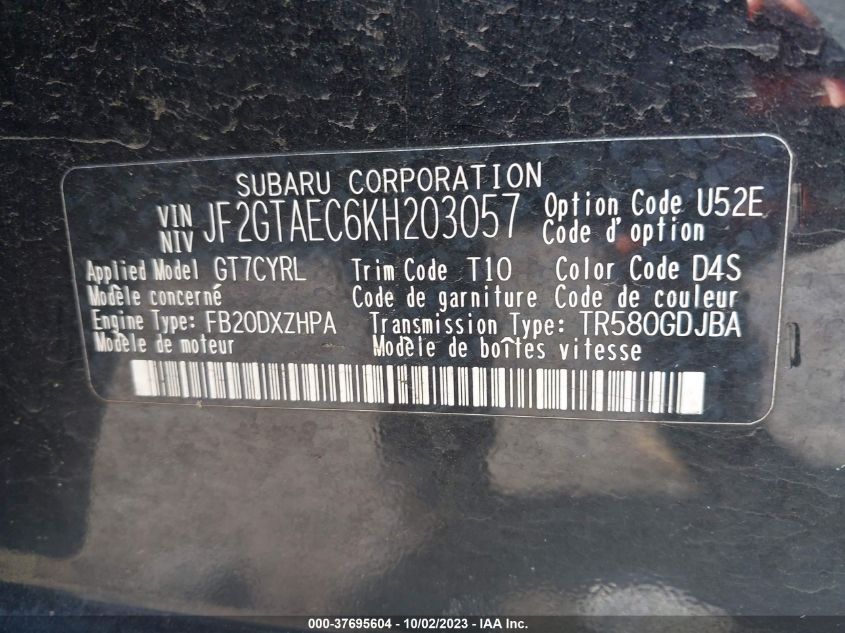 SUBARU CORPORATION
VIN NIV JF2GTAEC6KH203057 Option Code U52E
Code d'option
Applied Model GT7CYRL Trim Code T10 Color Code D4S
Modèle concerné Code de garniture Code de couleur
Engine Type: FB20DXZHPA Transmission Type: TR580GDJBA
Modèle de moteur Modèle de boîtes vitesse
000-37695604 - 10/02/2023 - IAA Inc.